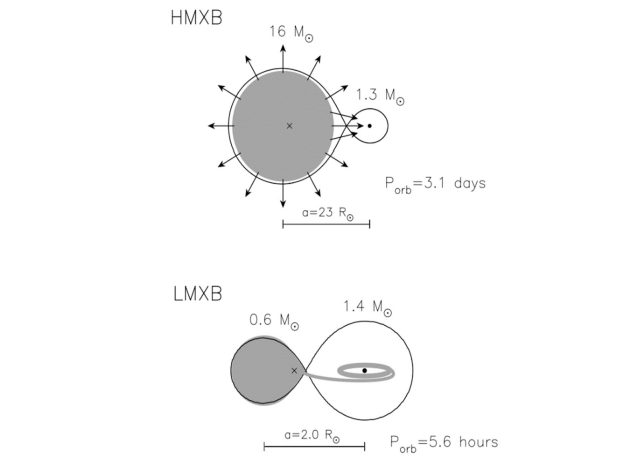 HMXB
16 M☉
1.3 M☉
P_orb=3.1 days
a=23 R☉
LMXB
1.4 M☉
0.6 M☉
a=2.0 R☉
P_orb=5.6 hours